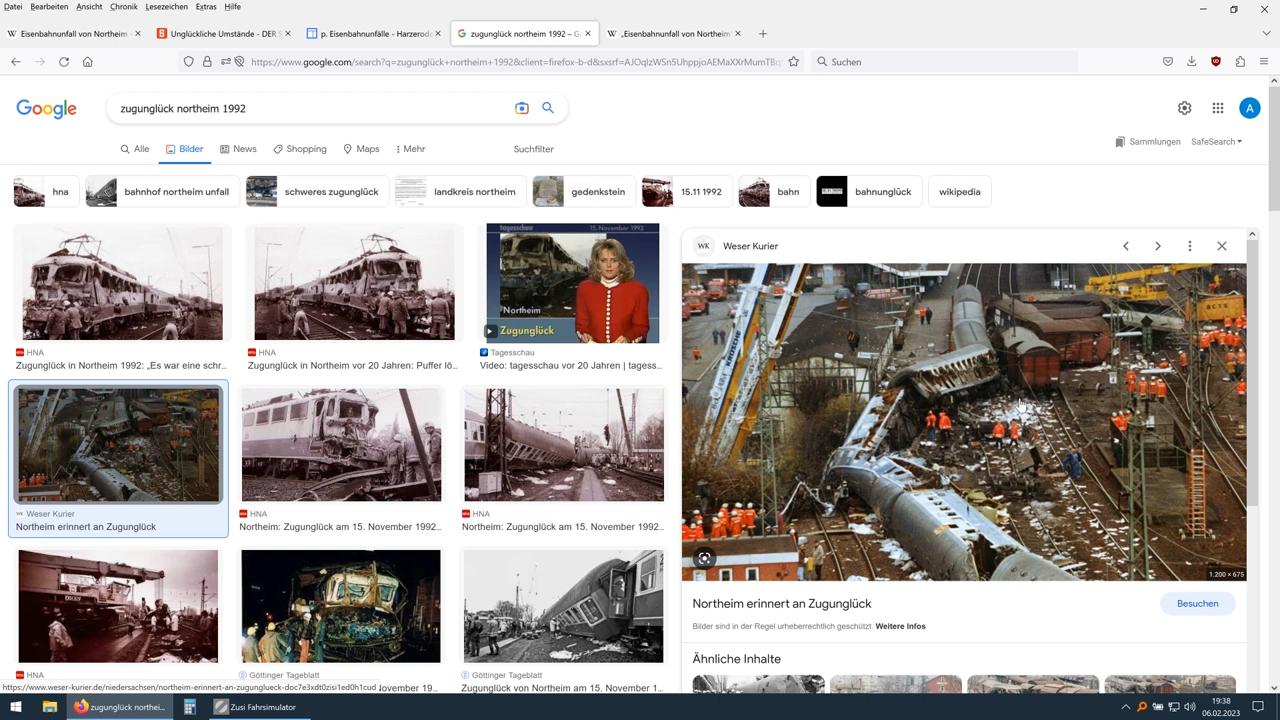 Datei Bearbeiten Ansicht Chronik Lesezeichen Extras Hilfe
Eisenbahnunfall von Northeim –
Unglückliche Umstände - DER S
p. Eisenbahnunfälle - Harzerode
zugunglück northeim 1992 – Go
„Eisenbahnunfall von Northeim"
https://www.google.com/search?q=zugunglück+northeim+1992&client=firefox-b-d&sxsrf=AJOqlzWSn5UhppjoAEMaXXrMumTBq
Suchen
Google
zugunglück northeim 1992
A
Alle
Bilder
News
Shopping
Maps
Mehr
Suchfilter
Sammlungen
SafeSearch
hna
bahnhof northeim unfall
schweres zugunglück
landkreis northeim
gedenkstein
15.11 1992
bahn
bahnunglück
wikipedia
tagesschau 15. November 1992
Northeim
Zugunglück
HNA
Zugunglück in Northeim 1992: „Es war eine schr...
HNA
Zugunglück in Northeim vor 20 Jahren: Puffer lö...
Tagesschau
Video: tagesschau vor 20 Jahren | tagess...
WK Weser Kurier
Northeim erinnert an Zugunglück
HNA
Northeim: Zugunglück am 15. November 1992...
HNA
Northeim: Zugunglück am 15. November 1992...
HNA
Göttinger Tageblatt
ovember 19...
Göttinger Tageblatt
Zugunglück von Northeim am 15. November 1...
WK Weser Kurier
1.200 × 675
Northeim erinnert an Zugunglück
Besuchen
Bilder sind in der Regel urheberrechtlich geschützt. Weitere Infos
Ähnliche Inhalte
https://www.weser-kurier.de/niedersachsen/northeim-erinnert-an-zugunglueck-doc7e3xdt0zisi1ed0h1cud
zugunglück northei...
Zusi Fahrsimulator
19:38
06.02.2023